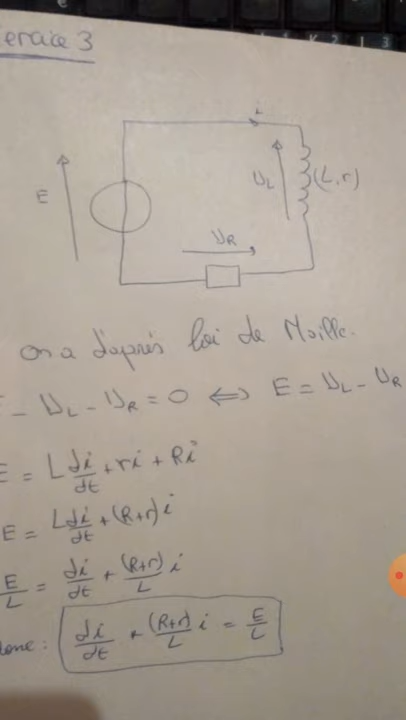 ercice 3
i
E
U_L
(L, r)
U_R
on a d'après loi de Maille.
- U_L - U_R = 0 ⟺ E = U_L - U_R
E = L di/dt + ri + Ri
E = L di/dt + (R+r) i
E/L = di/dt + (R+r)/L i
donc : di/dt + (R+r)/L i = E/L